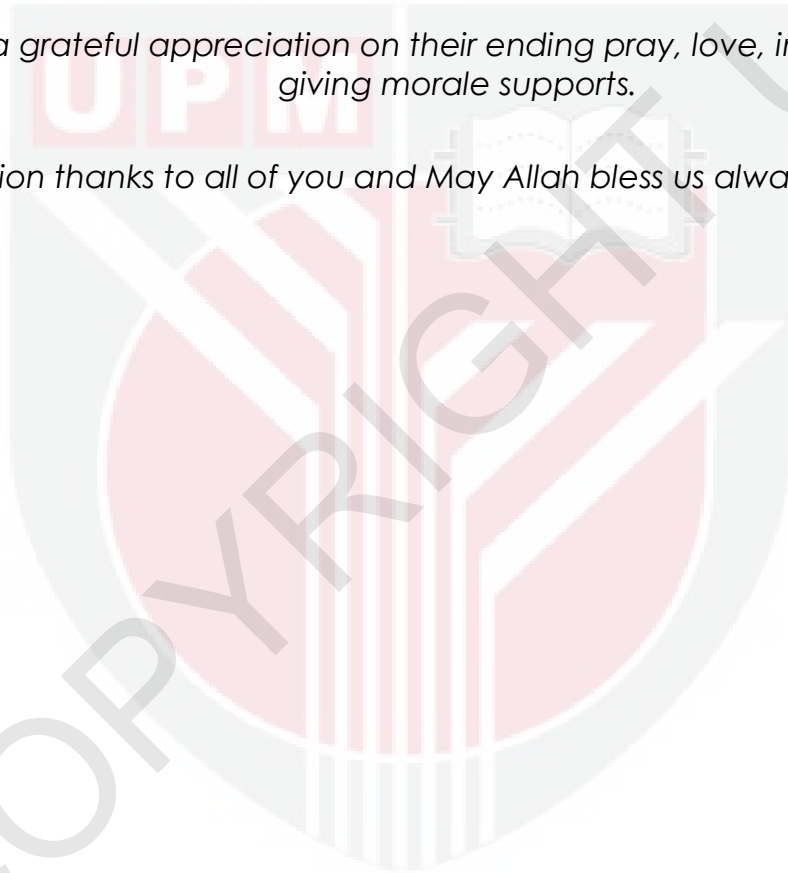 a grateful appreciation on their ending pray, love, in
giving morale supports.
UPM
ion thanks to all of you and May Allah bless us alwa
COPYRIGHT U